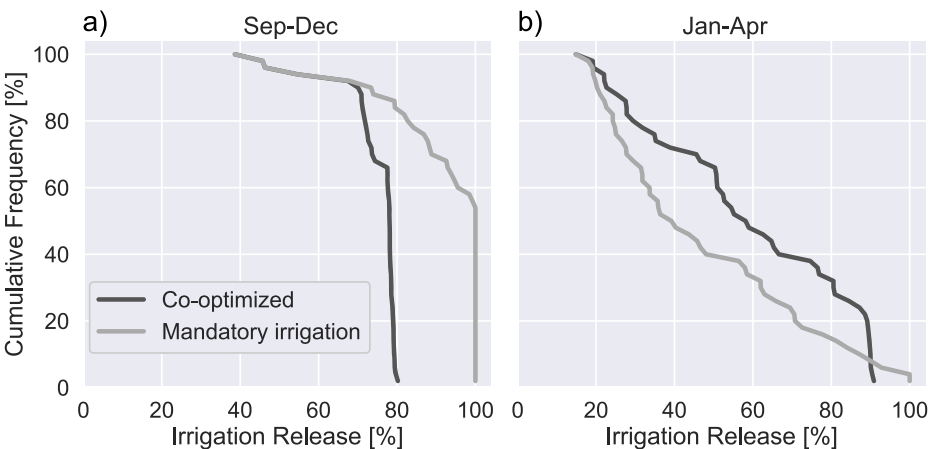 a)
Sep-Dec
b)
Jan-Apr
Cumulative Frequency [%]
100
80
60
40
20
0
Co-optimized
Mandatory irrigation
0 20 40 60 80 100
0 20 40 60 80 100
Irrigation Release [%]
Irrigation Release [%]